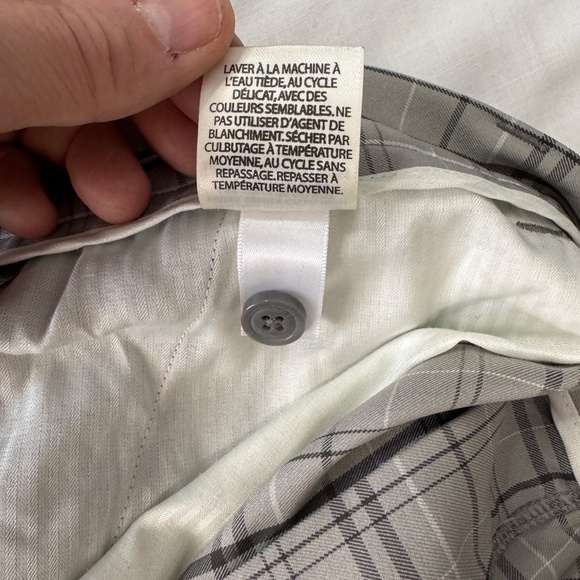 LAVER À LA MACHINE À
L'EAU TIÈDE, AU CYCLE
DÉLICAT, AVEC DES
COULEURS SEMBLABLES. NE
PAS UTILISER D'AGENT DE
BLANCHIMENT. SÉCHER PAR
CULBUTAGE À TEMPÉRATURE
MOYENNE, AU CYCLE SANS
REPASSAGE. REPASSER À
TEMPÉRATURE MOYENNE.